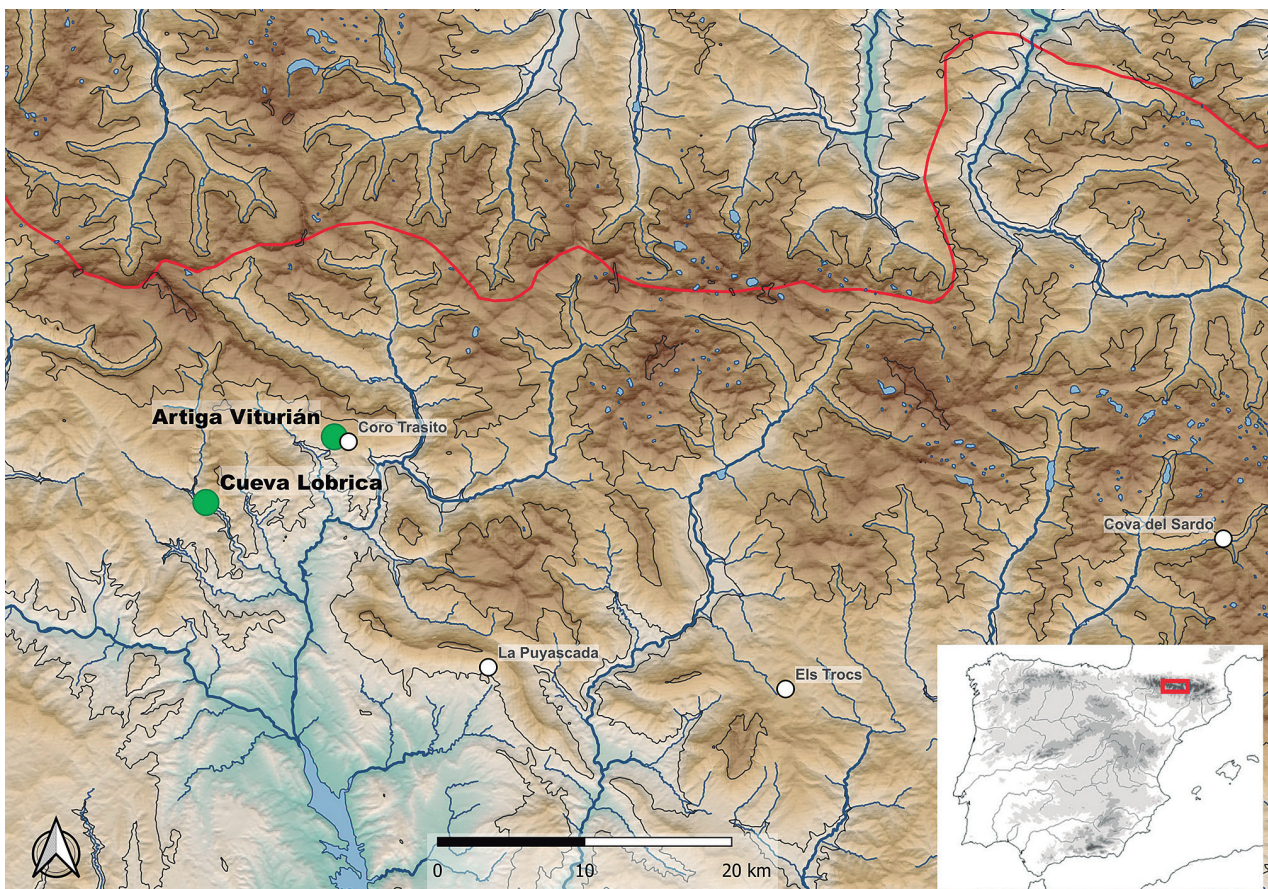 Artiga Viturián
Coro Trasito
Cueva Lobrica
Cova del Sardo
La Puyascada
Els Trocs
0 10 20 km